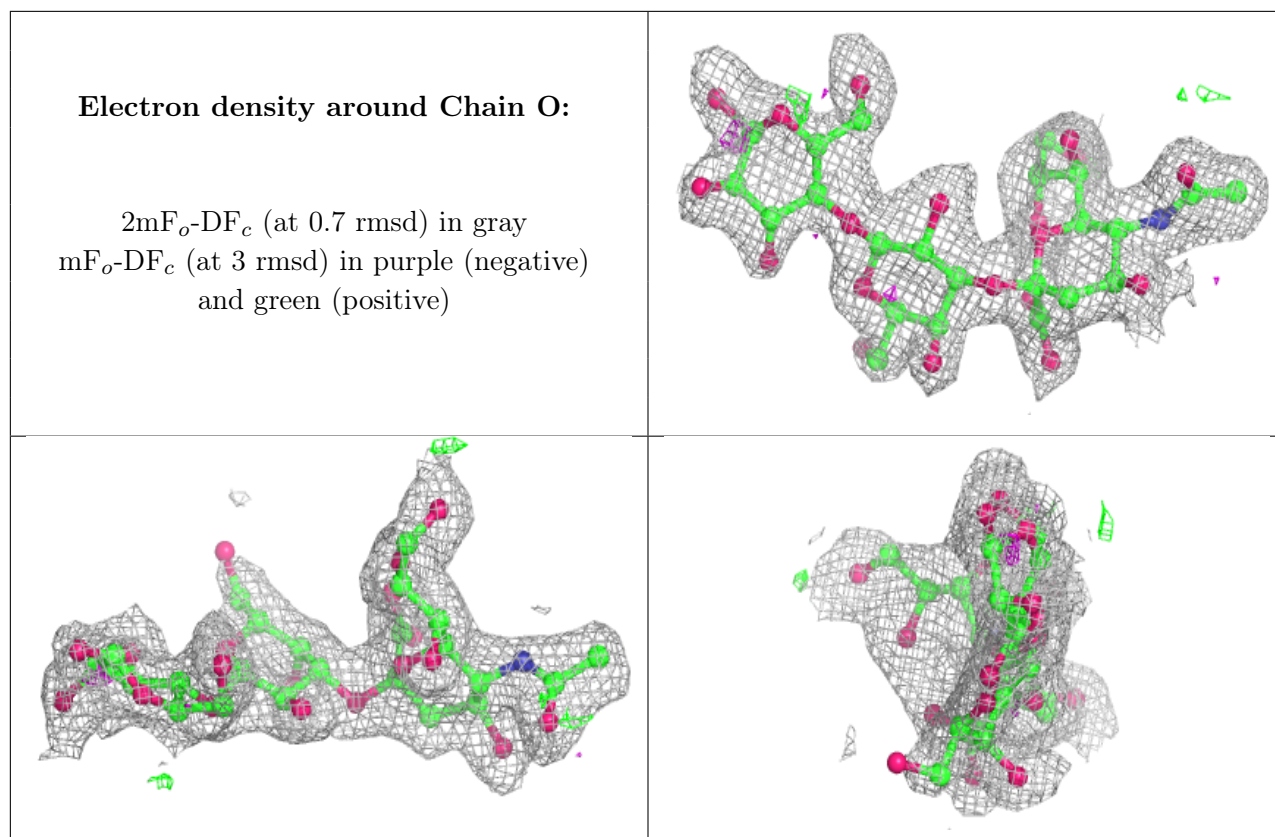 Electron density around Chain O:
2mFo-DFc (at 0.7 rmsd) in gray
mFo-DFc (at 3 rmsd) in purple (negative)
and green (positive)